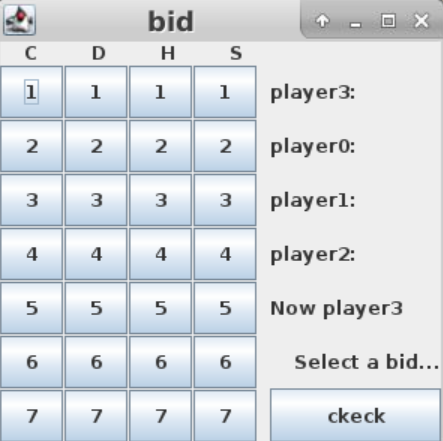 bid
C D H S
1 1 1 1 player3:
2 2 2 2 player0:
3 3 3 3 player1:
4 4 4 4 player2:
5 5 5 5 Now player3
6 6 6 6 Select a bid...
7 7 7 7 ckeck